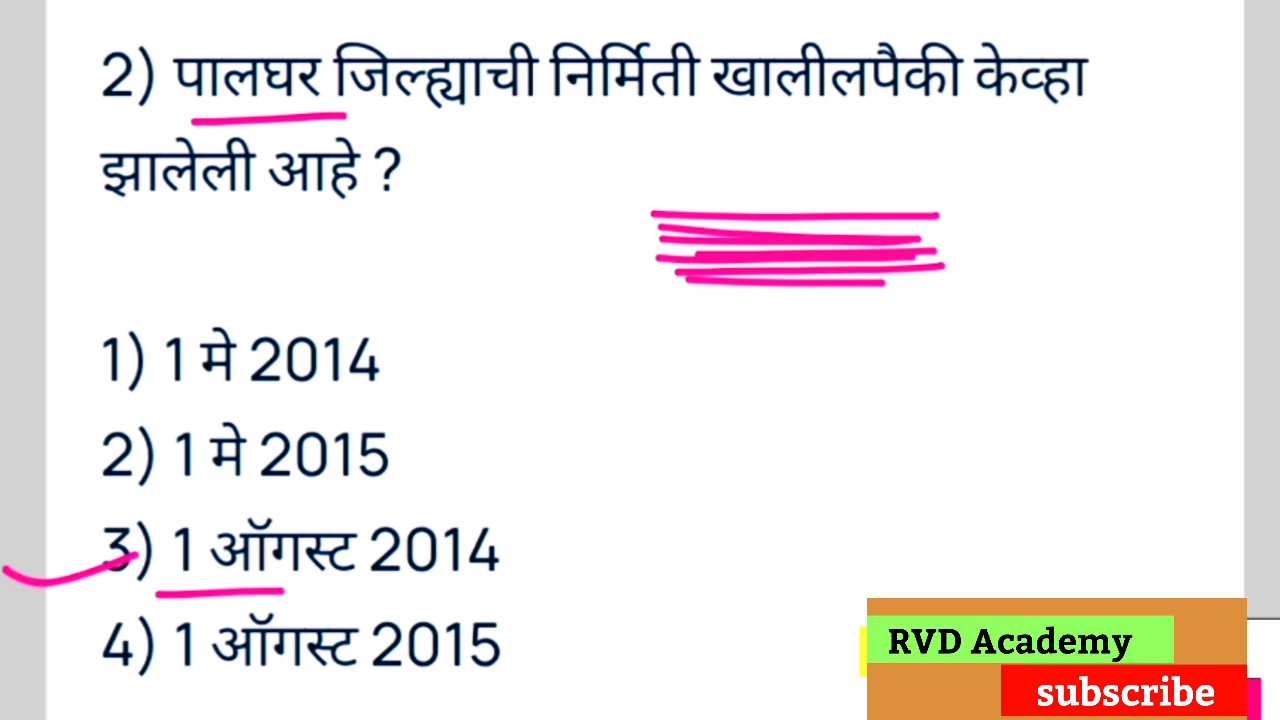 2) पालघर जिल्ह्याची निर्मिती खालीलपैकी केव्हा
झालेली आहे ?
1) 1 मे 2014
2) 1 मे 2015
3) 1 ऑगस्ट 2014
4) 1 ऑगस्ट 2015
RVD Academy
subscribe